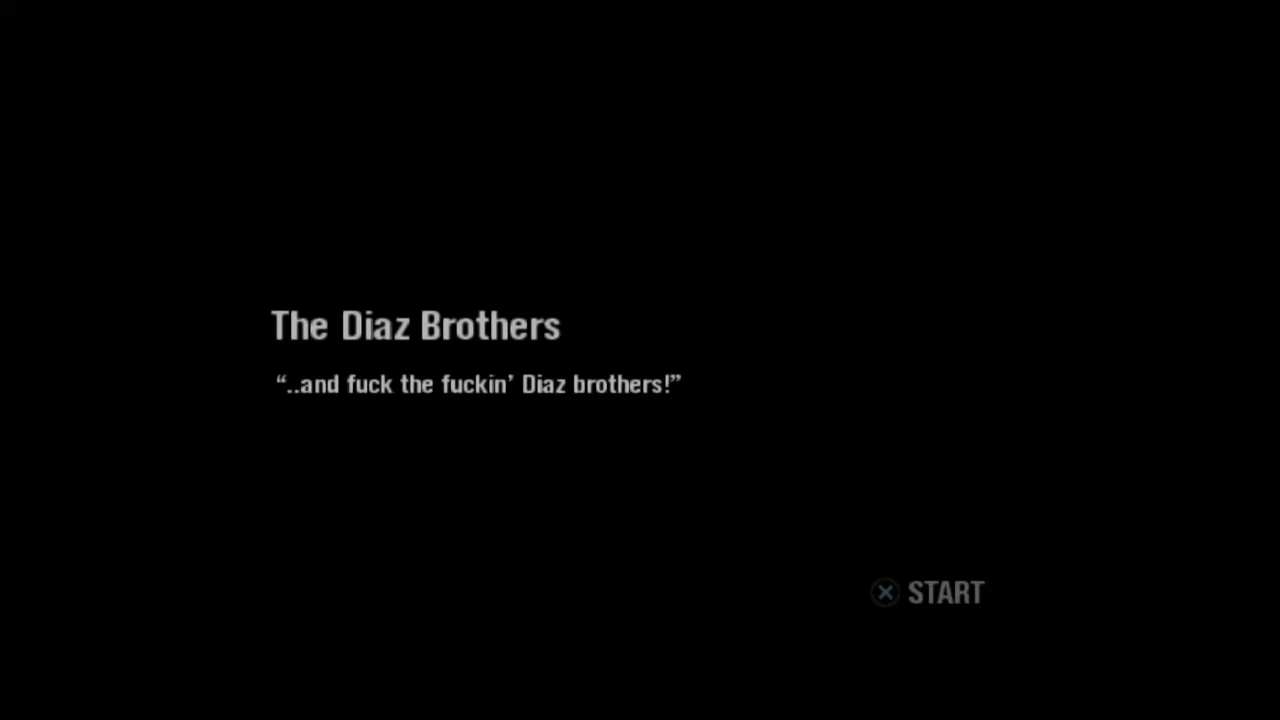 The Diaz Brothers
“..and fuck the fuckin’ Diaz brothers!”
START